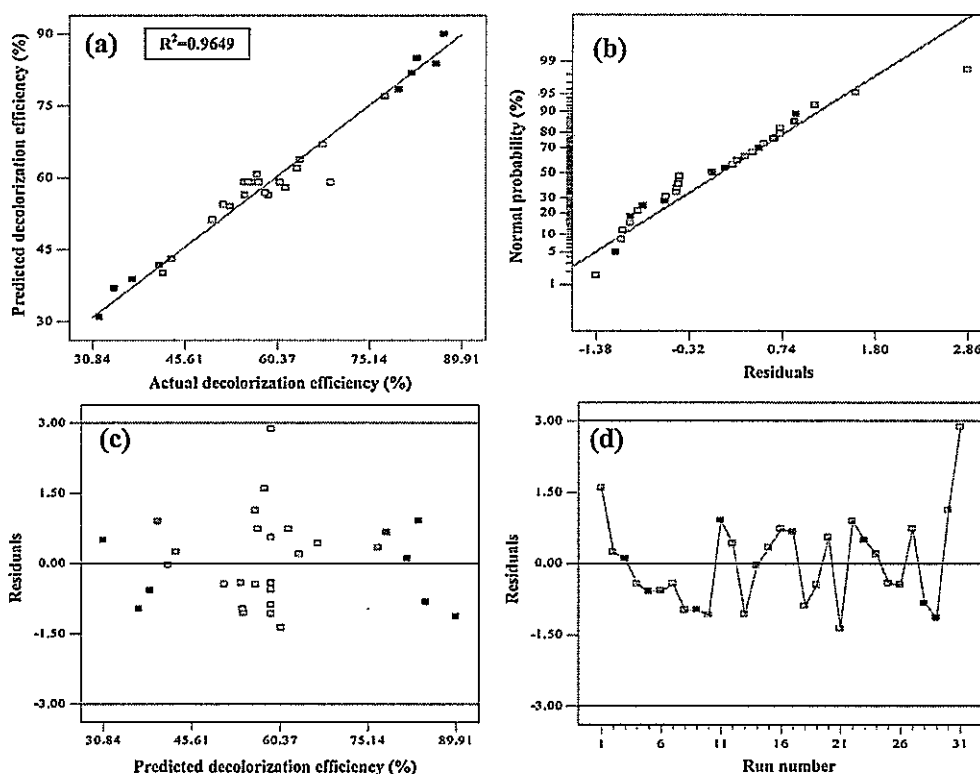 (a)
R²=0.9649
Predicted decolorization efficiency (%)
90
75
60
45
30
30.84 45.61 60.37 75.14 89.91
Actual decolorization efficiency (%)
(b)
Normal probability (%)
99
95
90
80
70
30
20
10
5
1
-1.38 -0.32 0.74 1.80 2.86
Residuals
(c)
Residuals
3.00
1.50
0.00
-1.50
-3.00
30.84 45.61 60.37 75.14 89.91
Predicted decolorization efficiency (%)
(d)
Residuals
3.00
1.50
0.00
-1.50
-3.00
1 6 11 16 21 26 31
Run number